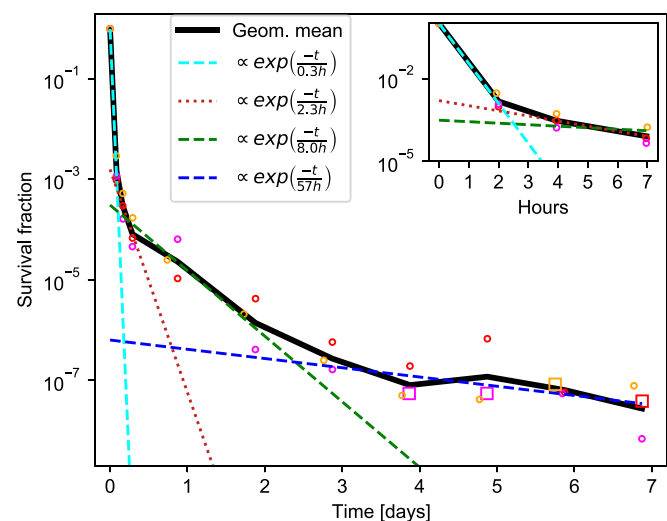 Geom. mean
∝ exp(-t/0.3h)
∝ exp(-t/2.3h)
∝ exp(-t/8.0h)
∝ exp(-t/57h)
10⁻¹
10⁻³
10⁻⁵
10⁻⁷
Survival fraction
0 1 2 3 4 5 6 7
Time [days]
10⁻²
10⁻⁵
0 1 2 3 4 5 6 7
Hours